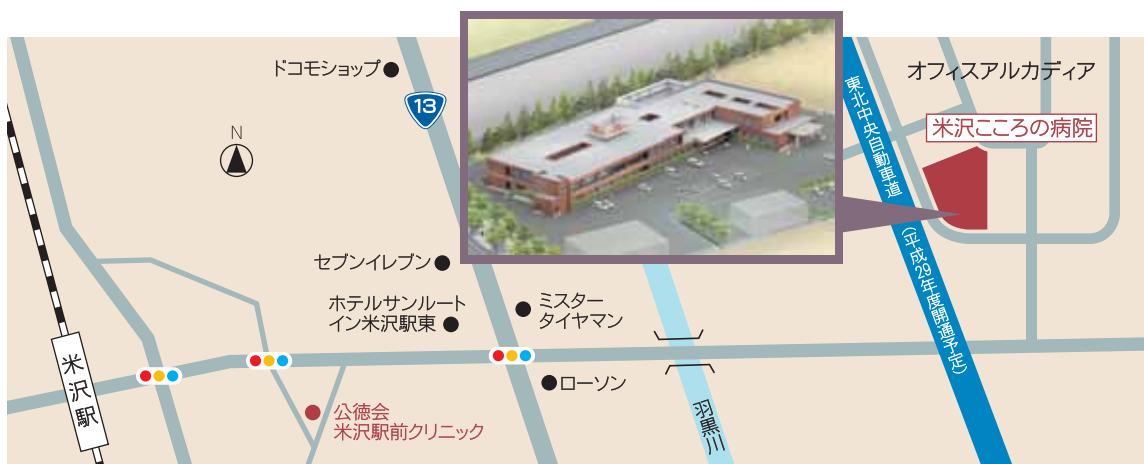 ドコモショップ
13
オフィスアルカディア
米沢こころの病院
東北中央自動車道
(平成29年度開通予定)
N
セブンイレブン
ホテルサンルート
イン米沢駅東
ミスター
タイヤマン
米沢駅
ローソン
公徳会
米沢駅前クリニック
羽黒川